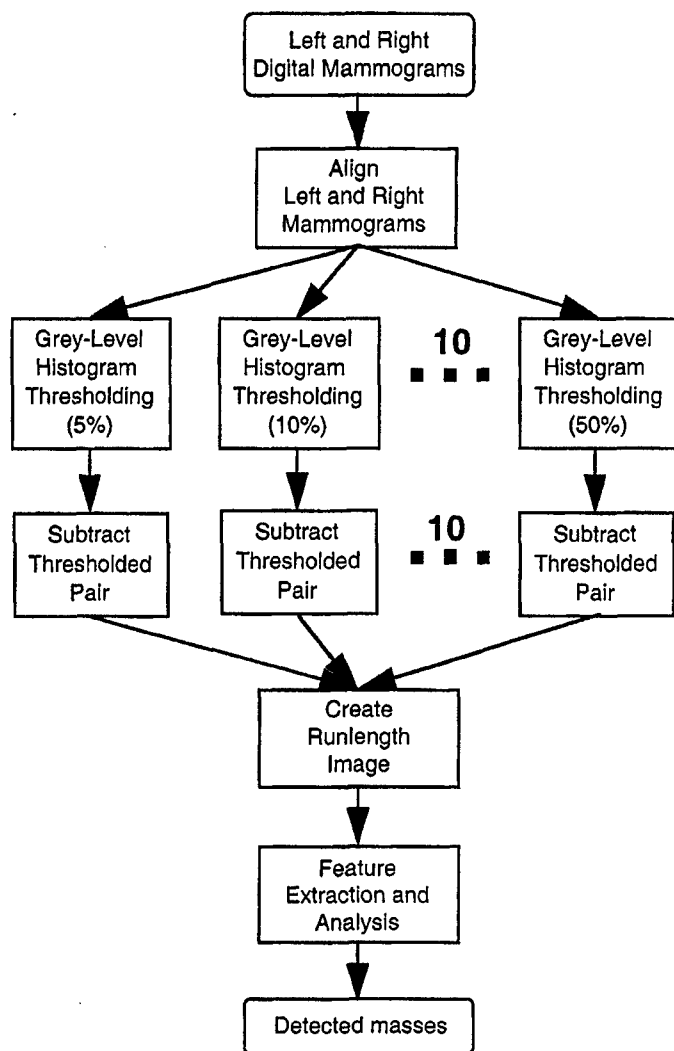 Left and Right
Digital Mammograms
Align
Left and Right
Mammograms
Grey-Level
Histogram
Thresholding
(5%)
Grey-Level
Histogram
Thresholding
(10%)
10
Grey-Level
Histogram
Thresholding
(50%)
Subtract
Thresholded
Pair
Subtract
Thresholded
Pair
10
Subtract
Thresholded
Pair
Create
Runlength
Image
Feature
Extraction and
Analysis
Detected masses